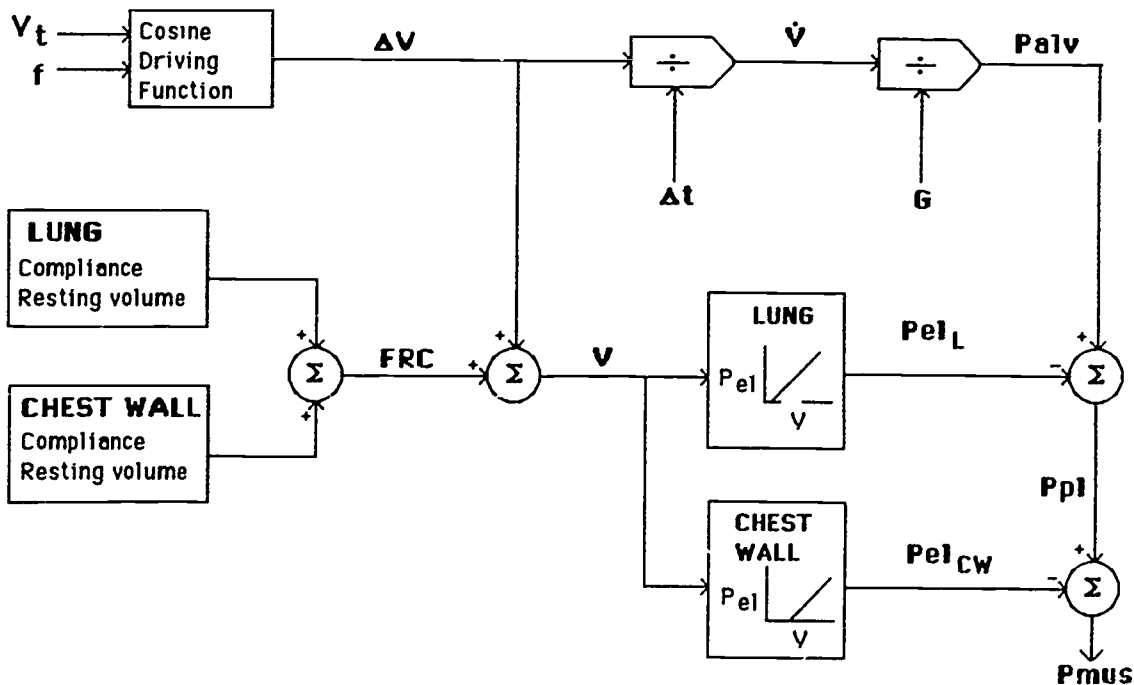 Vt
f
Cosine
Driving
Function
ΔV
÷
Δt
V̇
÷
G
Palv
LUNG
Compliance
Resting volume
CHEST WALL
Compliance
Resting volume
+
+
Σ
FRC
+
+
Σ
V
LUNG
Pel
V
PelL
CHEST
WALL
Pel
V
PelCW
+
-
Σ
Ppl
+
-
Σ
Pmus